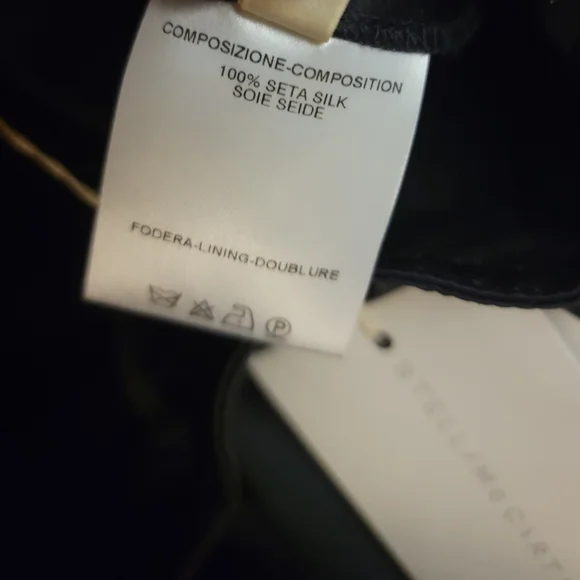 COMPOSIZIONE-COMPOSITION
100% SETA SILK
SOIE SEIDE
FODERA-LINING-DOUBLURE
P